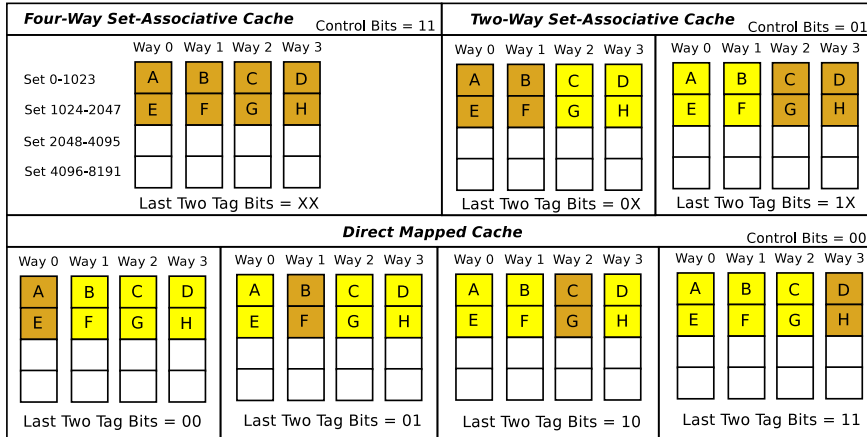 Four-Way Set-Associative Cache
Control Bits = 11
Way 0 Way 1 Way 2 Way 3
Set 0-1023 A B C D
Set 1024-2047 E F G H
Set 2048-4095
Set 4096-8191
Last Two Tag Bits = XX
Two-Way Set-Associative Cache
Control Bits = 01
Way 0 Way 1 Way 2 Way 3
A B C D
E F G H
Last Two Tag Bits = 0X
Way 0 Way 1 Way 2 Way 3
A B C D
E F G H
Last Two Tag Bits = 1X
Direct Mapped Cache
Control Bits = 00
Way 0 Way 1 Way 2 Way 3
A B C D
E F G H
Last Two Tag Bits = 00
Way 0 Way 1 Way 2 Way 3
A B C D
E F G H
Last Two Tag Bits = 01
Way 0 Way 1 Way 2 Way 3
A B C D
E F G H
Last Two Tag Bits = 10
Way 0 Way 1 Way 2 Way 3
A B C D
E F G H
Last Two Tag Bits = 11